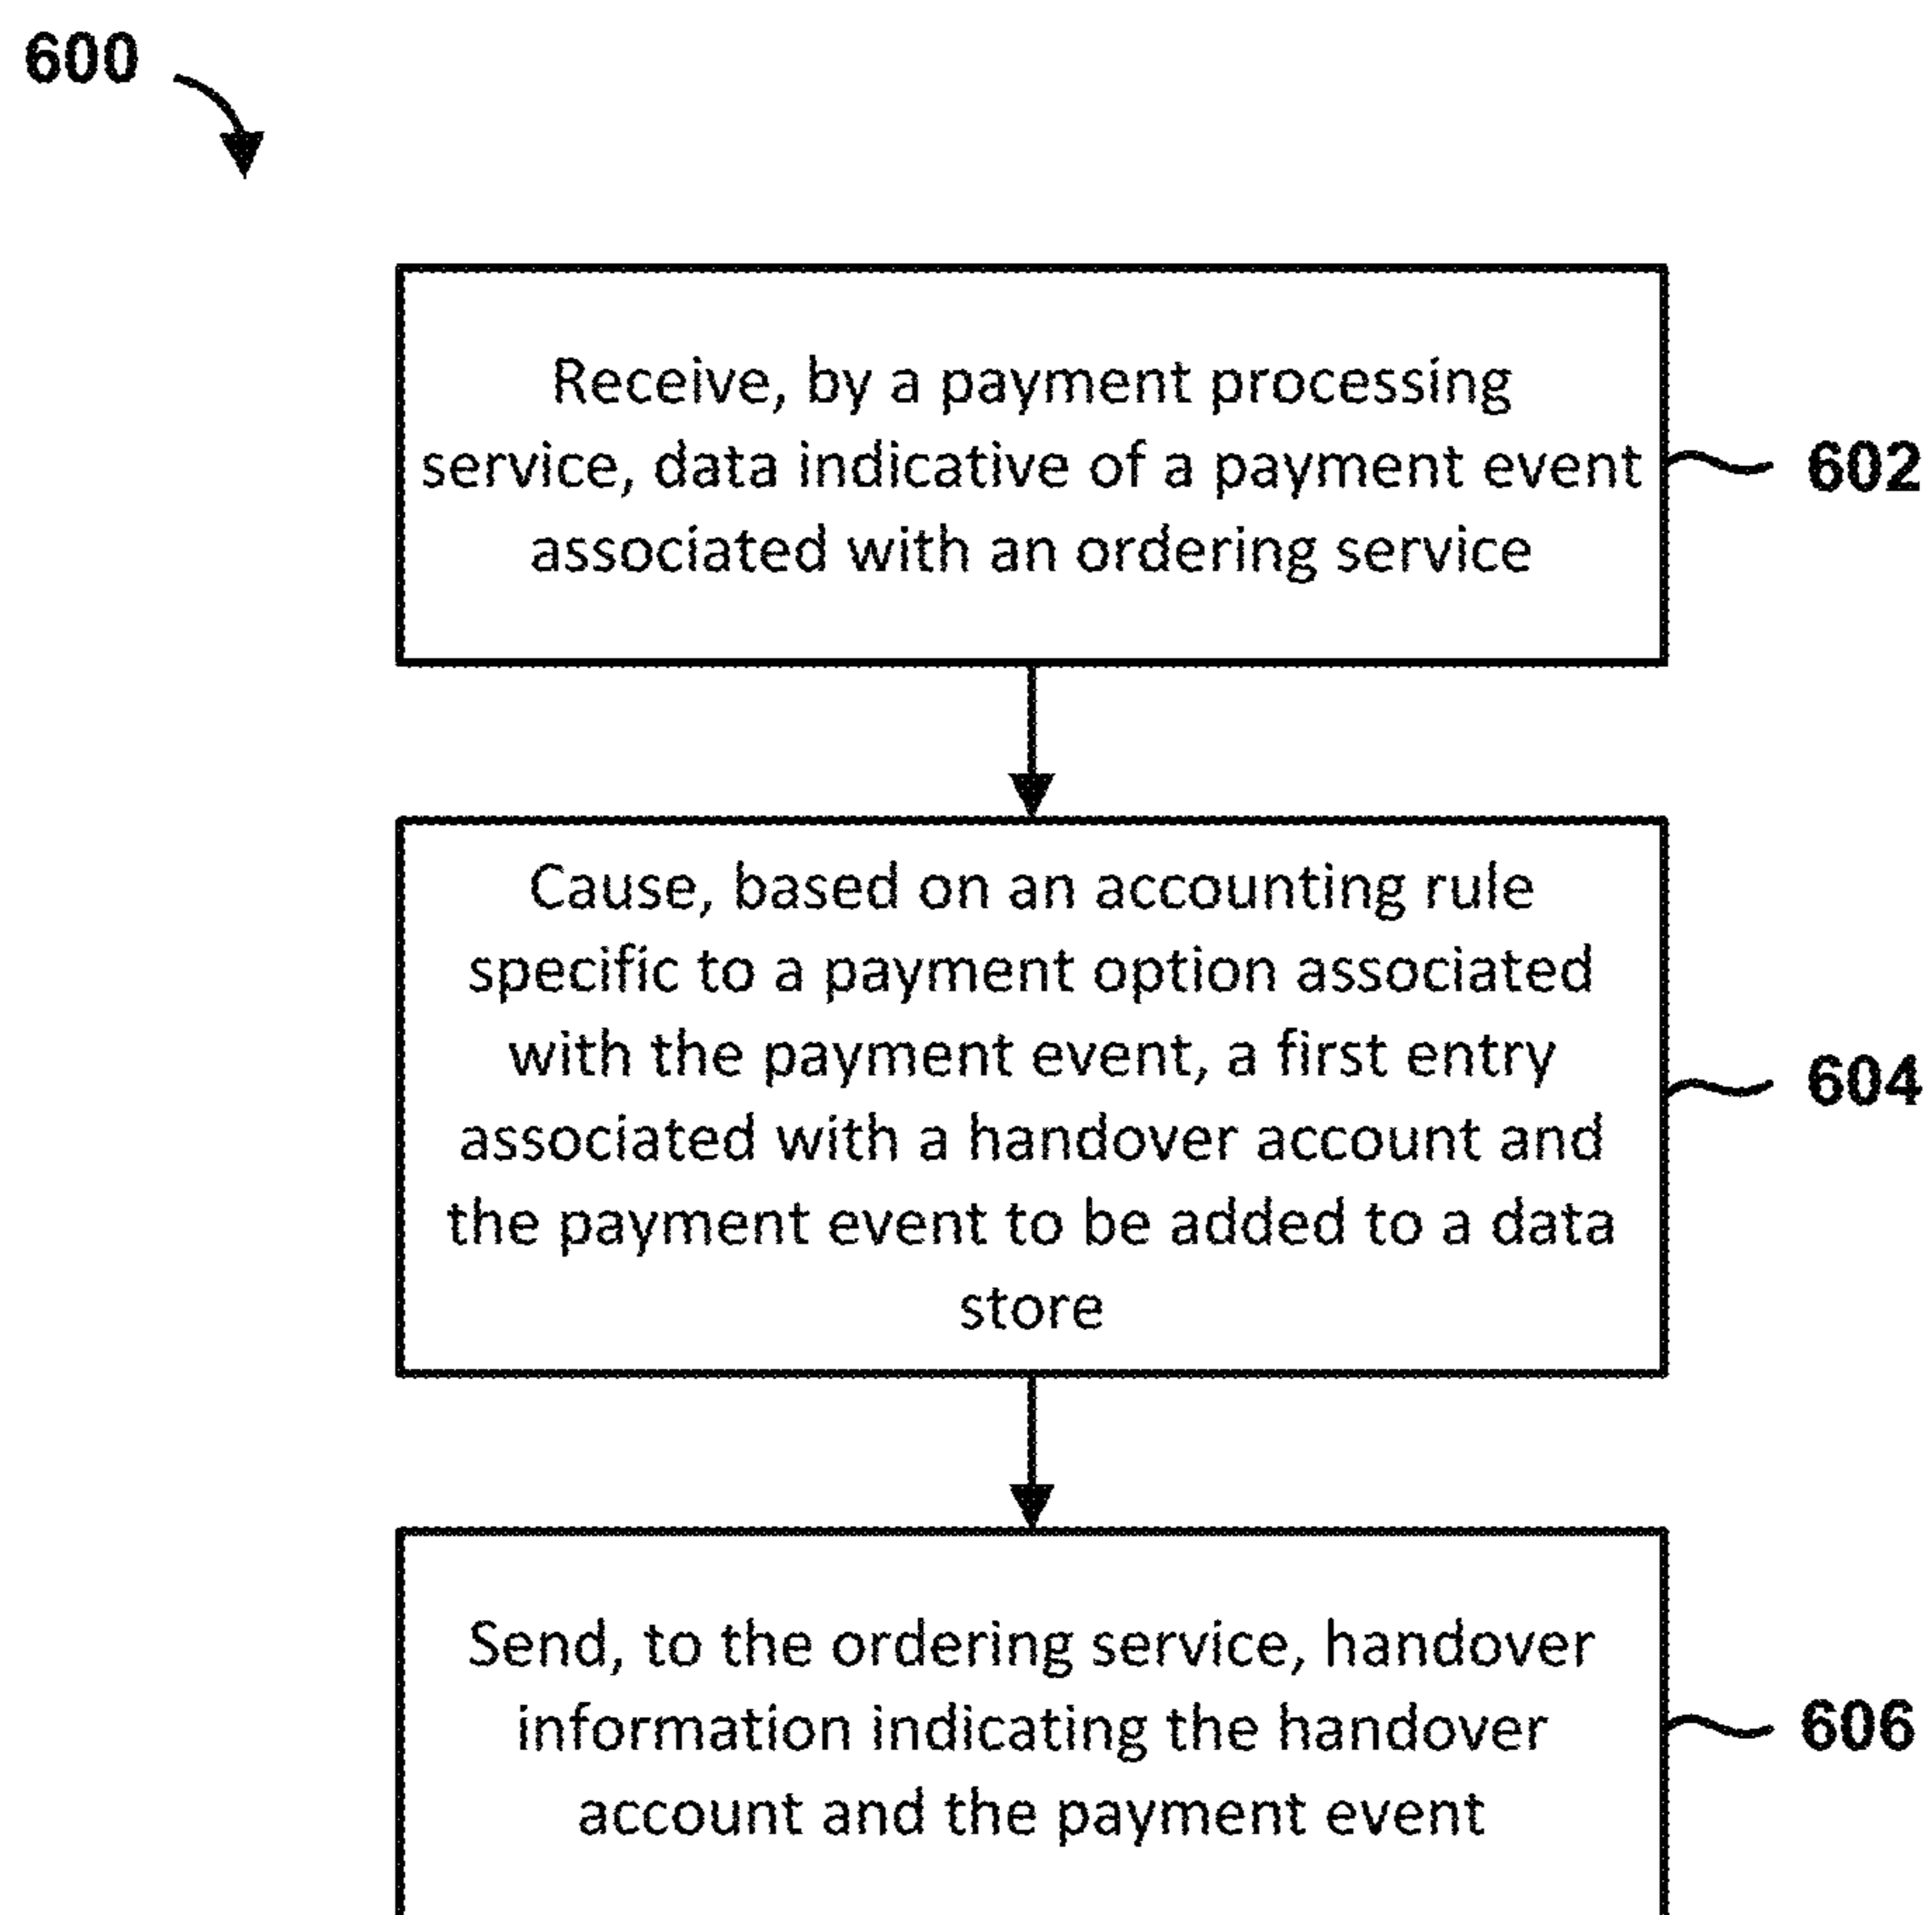 600
Receive, by a payment processing
service, data indicative of a payment event
associated with an ordering service
602
Cause, based on an accounting rule
specific to a payment option associated
with the payment event, a first entry
associated with a handover account and
the payment event to be added to a data
store
604
Send, to the ordering service, handover
information indicating the handover
account and the payment event
606